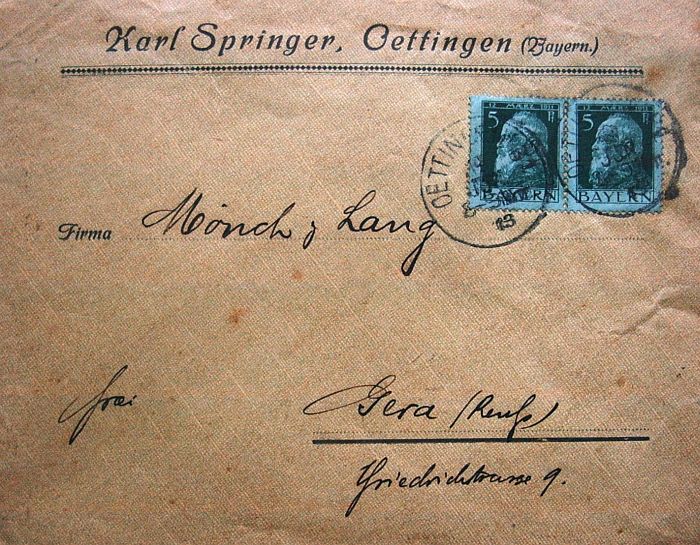 Karl Springer, Oettingen (Bayern.)
12. MÄRZ 1911 12. MÄRZ 1911
5 Pf 5 Pf
BAYERN BAYERN
OETTIN
13
Firma Mönch & Lang
frei
Gera (Reuß)
Friedrichstrasse 9.